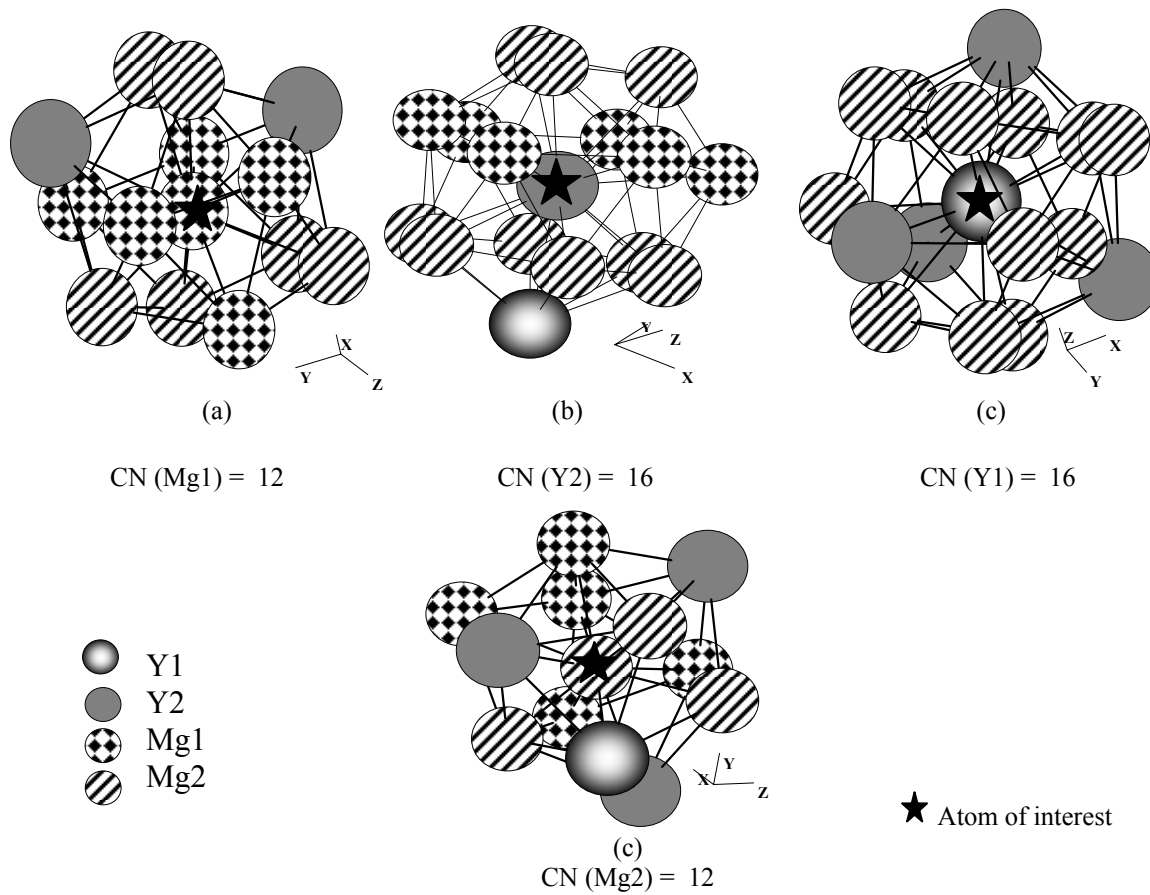 X
Y
Z
(a)
CN (Mg1) = 12
Y
Z
X
(b)
CN (Y2) = 16
Z
X
Y
(c)
CN (Y1) = 16
Y1
Y2
Mg1
Mg2
Y
X
Z
(c)
CN (Mg2) = 12
Atom of interest